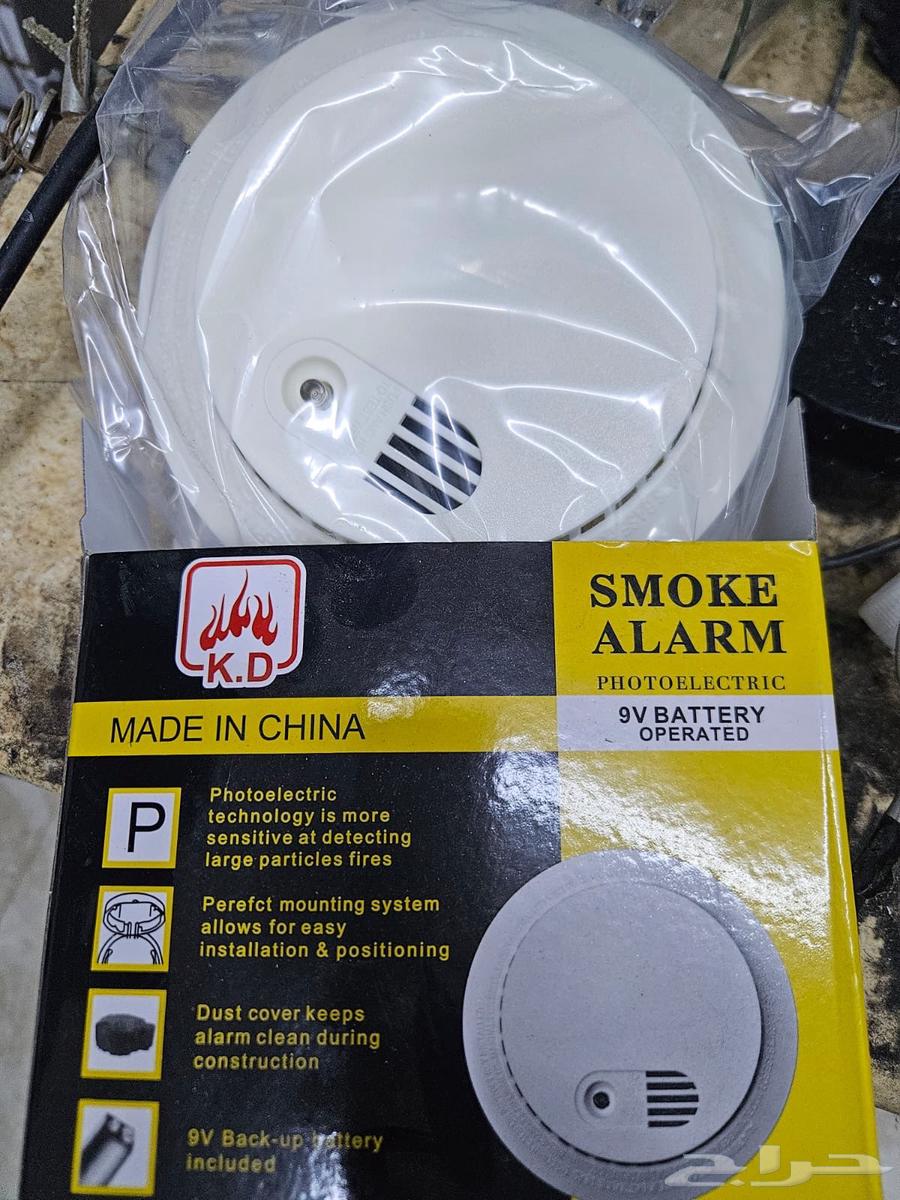 K.D
SMOKE
ALARM
PHOTOELECTRIC
9V BATTERY
OPERATED
MADE IN CHINA
P
Photoelectric
technology is more
sensitive at detecting
large particles fires
Perefct mounting system
allows for easy
installation & positioning
Dust cover keeps
alarm clean during
construction
9V Back-up battery
included
حراج